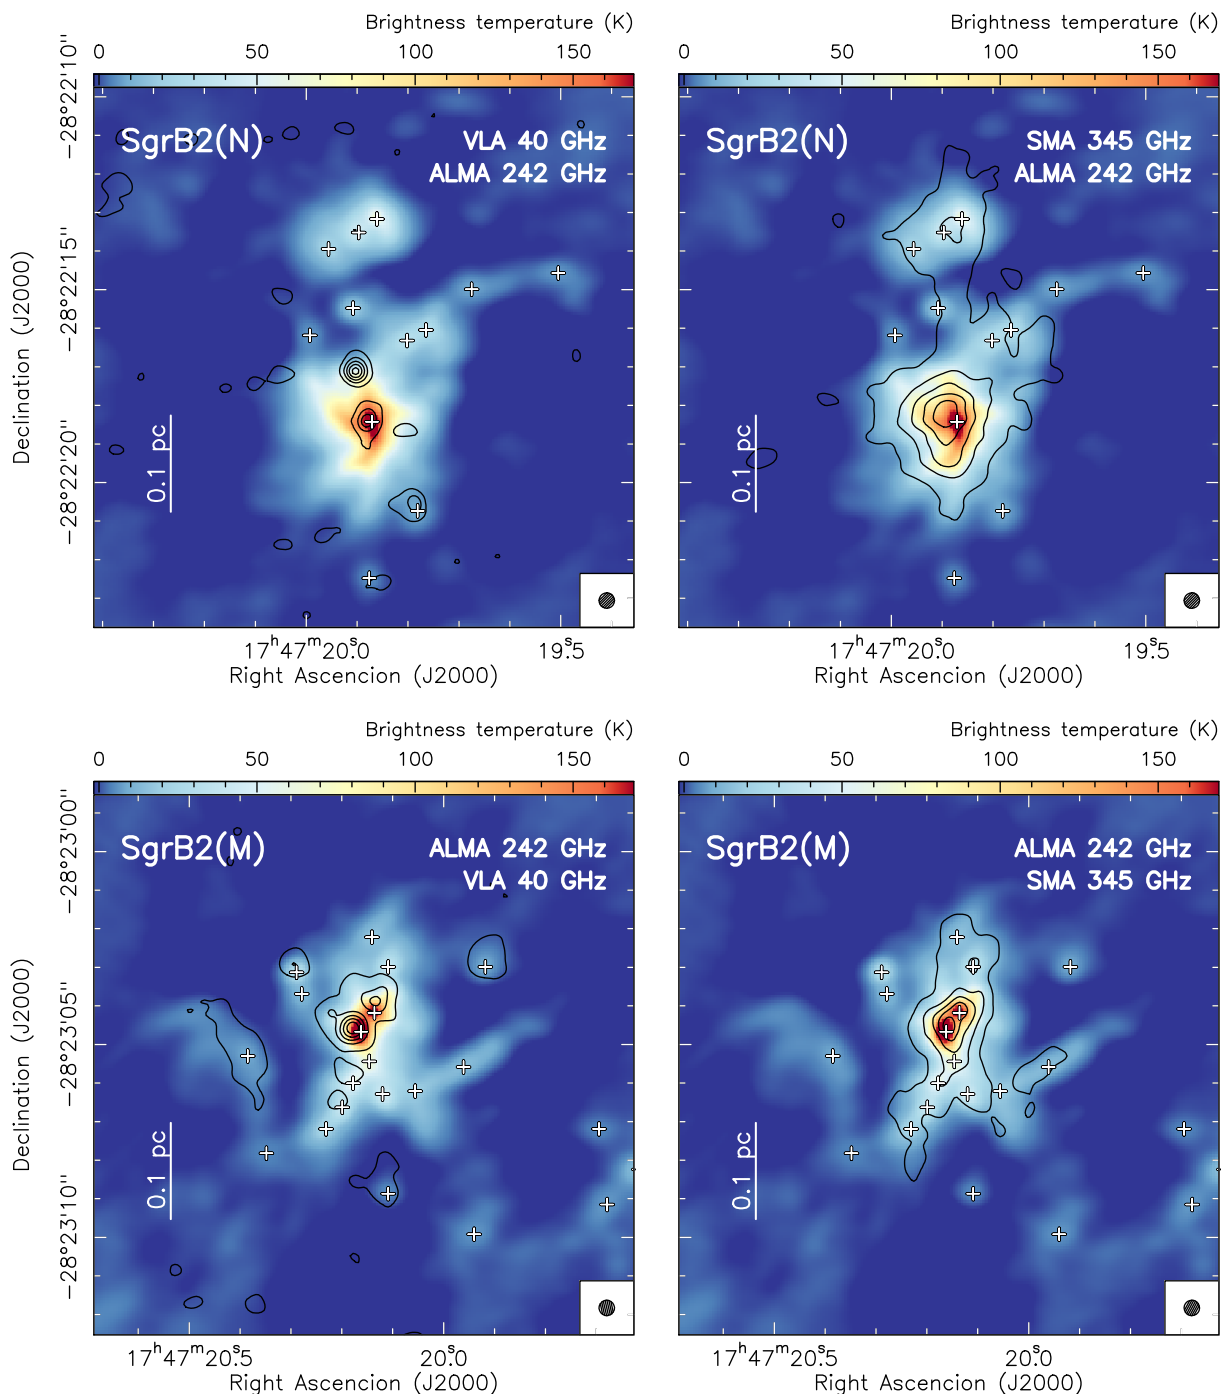 Brightness temperature (K)
0 50 100 150
SgrB2(N)
VLA 40 GHz
ALMA 242 GHz
0.1 pc
−28°22'10''
−28°22'15''
−28°22'20''
Declination (J2000)
17ʰ47ᵐ20ˢ.0 19ˢ.5
Right Ascencion (J2000)
Brightness temperature (K)
0 50 100 150
SgrB2(N)
SMA 345 GHz
ALMA 242 GHz
0.1 pc
17ʰ47ᵐ20ˢ.0 19ˢ.5
Right Ascencion (J2000)
Brightness temperature (K)
0 50 100 150
SgrB2(M)
ALMA 242 GHz
VLA 40 GHz
0.1 pc
−28°23'00''
−28°23'05''
−28°23'10''
Declination (J2000)
17ʰ47ᵐ20ˢ.5 20ˢ.0
Right Ascencion (J2000)
Brightness temperature (K)
0 50 100 150
SgrB2(M)
ALMA 242 GHz
SMA 345 GHz
0.1 pc
17ʰ47ᵐ20ˢ.5 20ˢ.0
Right Ascencion (J2000)